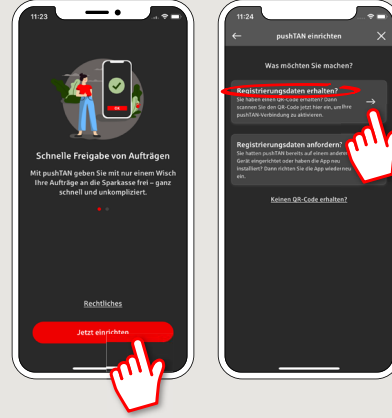 11:23
OK
Schnelle Freigabe von Aufträgen
Mit pushTAN geben Sie mit nur einem Wisch
Ihre Aufträge an die Sparkasse frei – ganz
schnell und unkompliziert.
Rechtliches
Jetzt einrichten
11:24
pushTAN einrichten
Was möchten Sie machen?
Registrierungsdaten erhalten?
Sie haben einen QR-Code erhalten? Dann
scannen Sie den QR-Code jetzt hier ein, um Ihre
pushTAN-Verbindung zu aktivieren.
Registrierungsdaten anfordern?
Sie hatten pushTAN bereits auf einem anderen
Gerät eingerichtet oder haben die App neu
installiert? Dann richten Sie die App wieder neu
ein.
Keinen QR-Code erhalten?